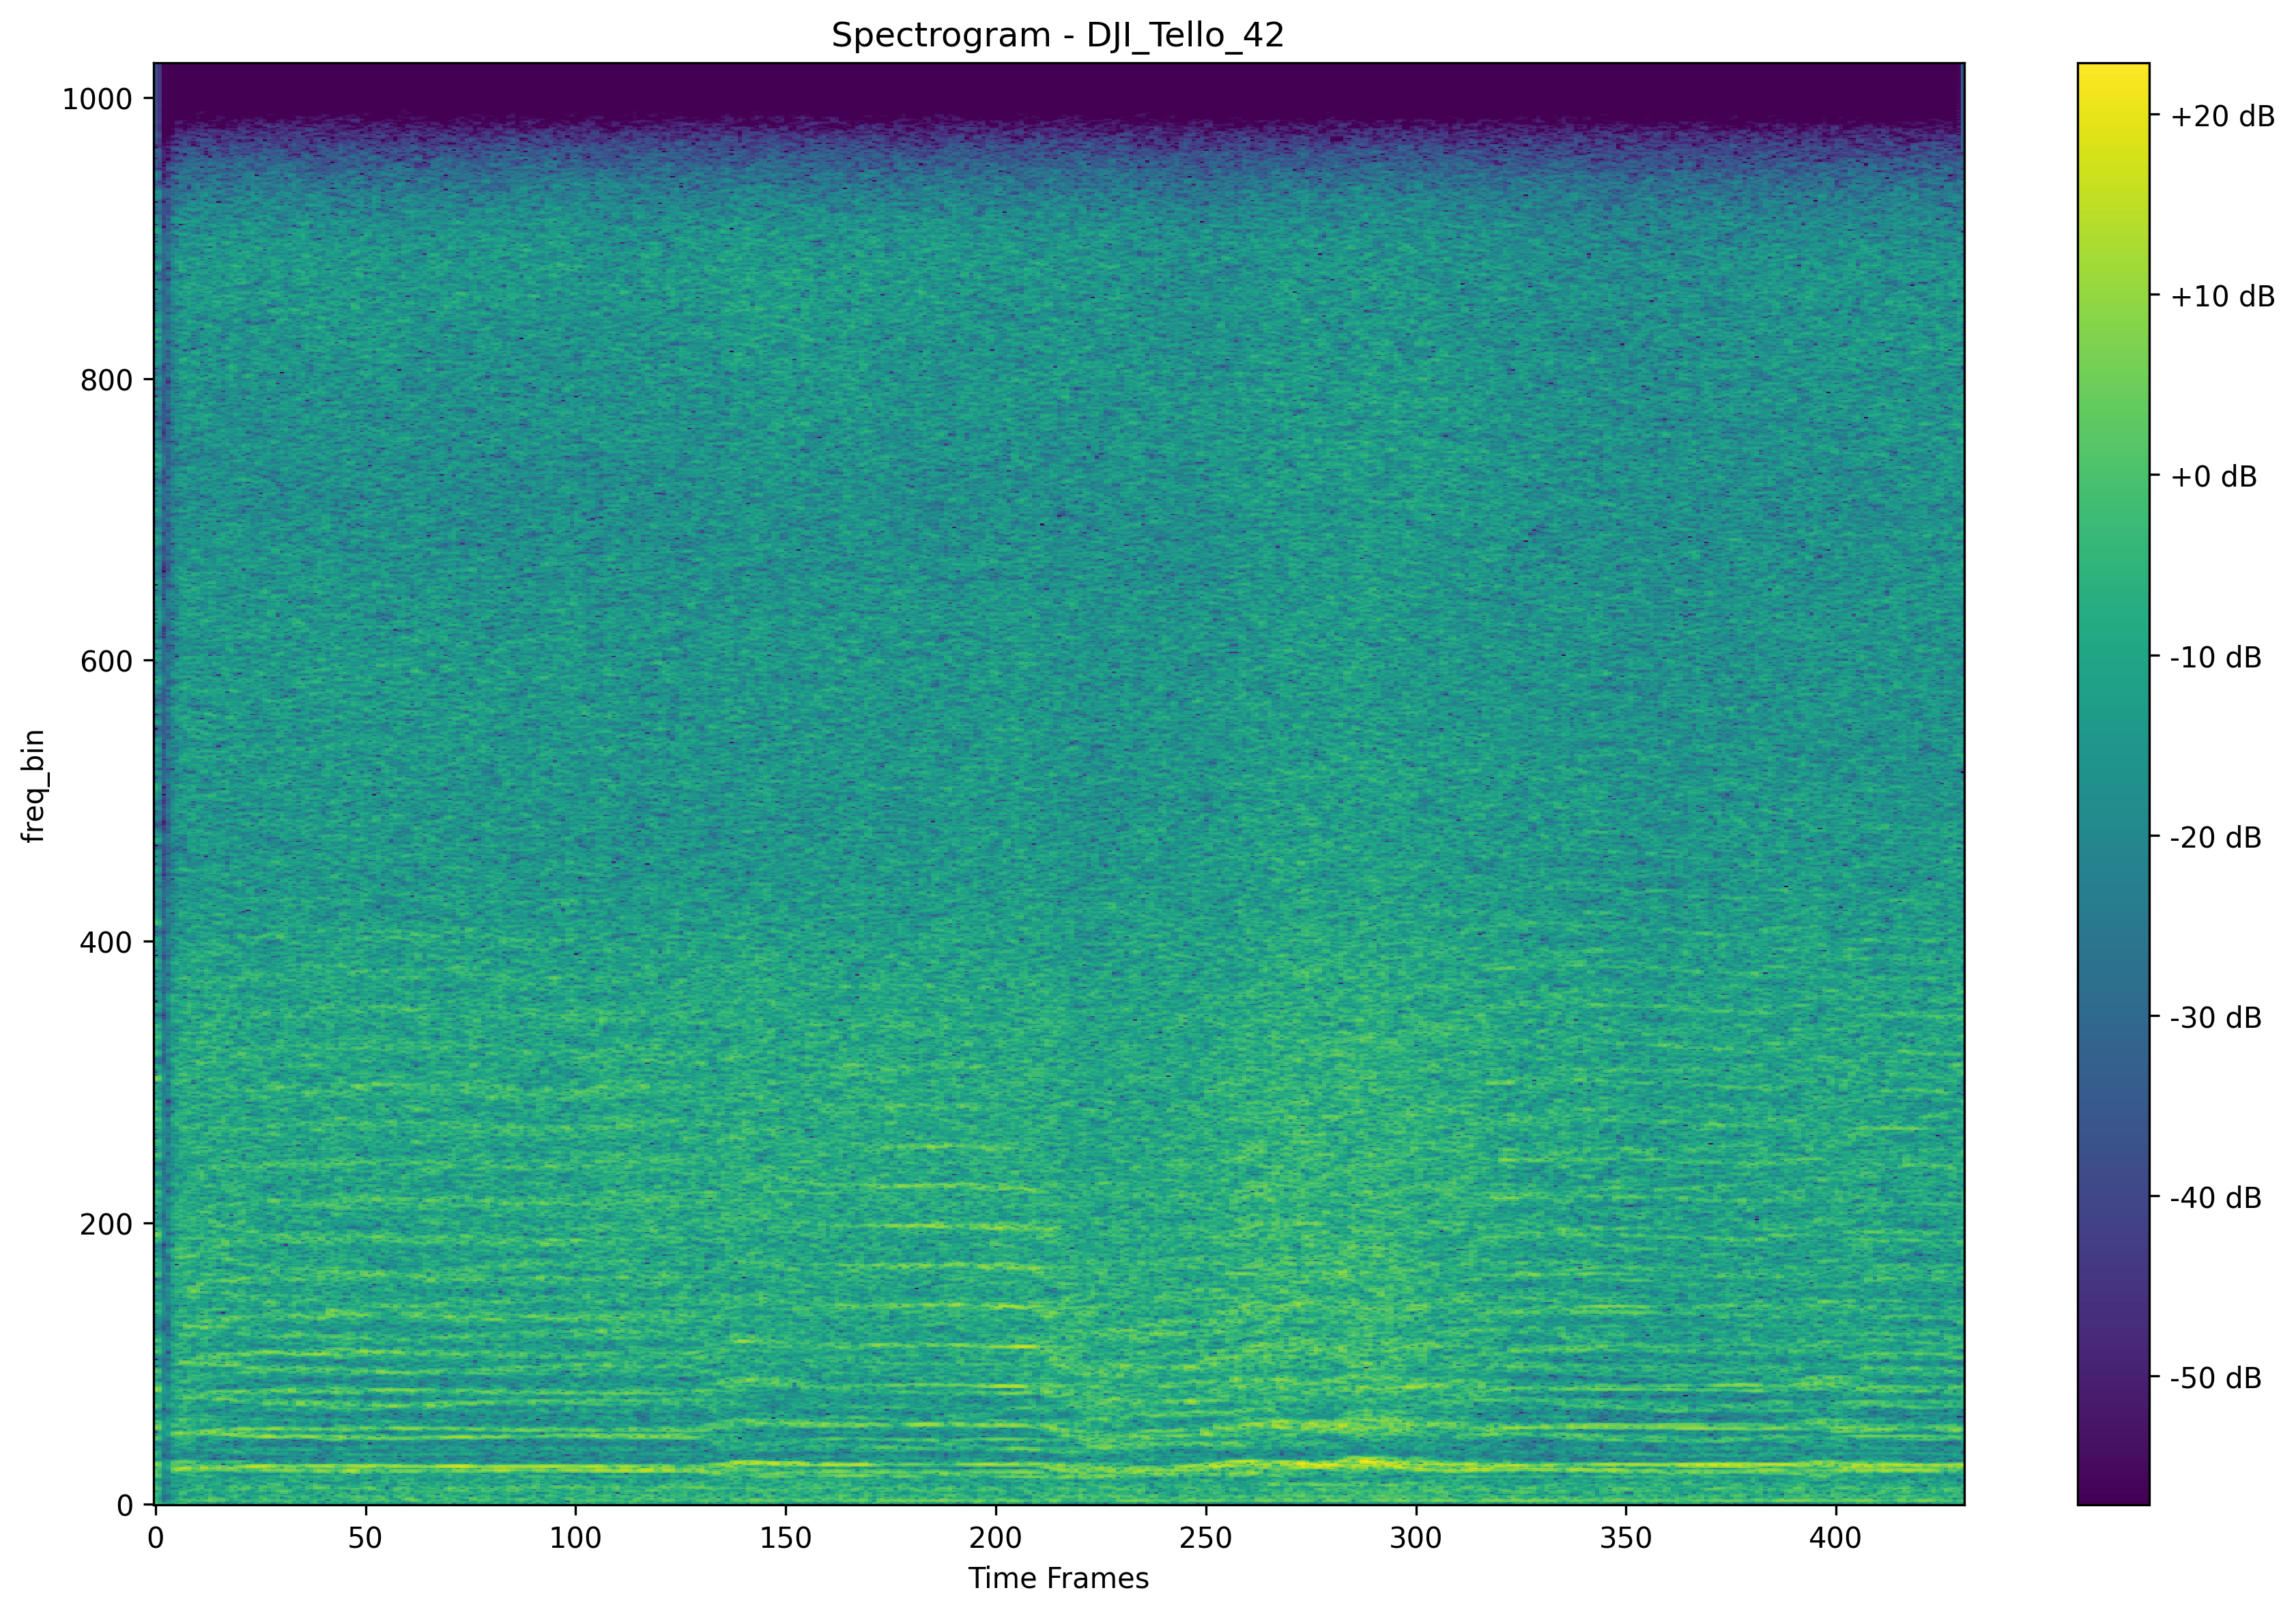 Spectrogram - DJI_Tello_42
1000
800
600
400
200
0
freq_bin
0 50 100 150 200 250 300 350 400
Time Frames
+20 dB
+10 dB
+0 dB
-10 dB
-20 dB
-30 dB
-40 dB
-50 dB